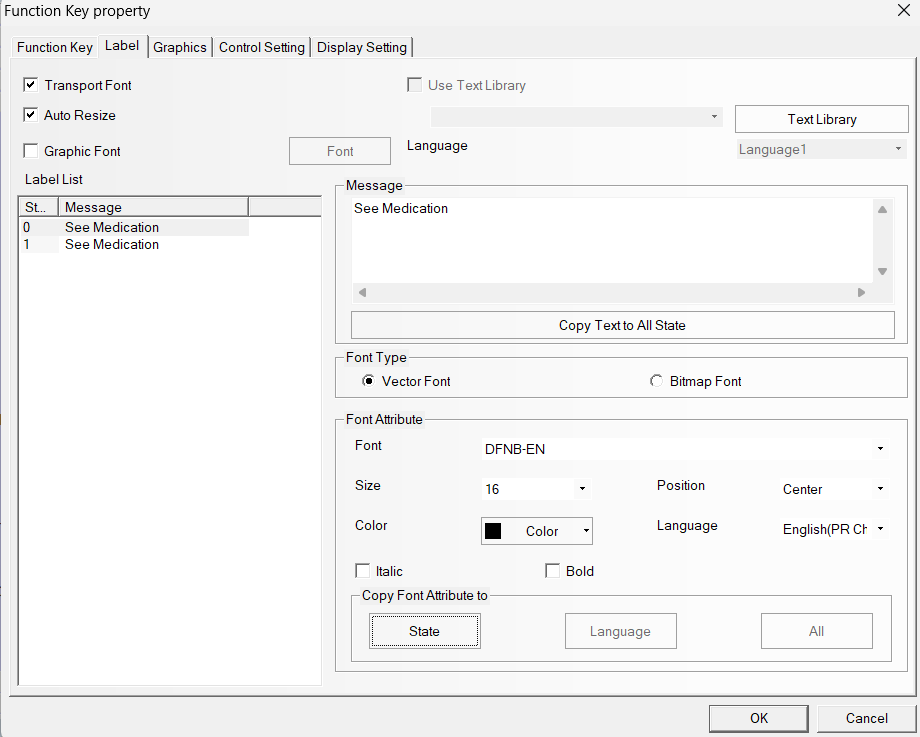 Function Key property
Function Key Label Graphics Control Setting Display Setting
Transport Font
Use Text Library
Auto Resize
Text Library
Graphic Font
Font
Language
Language1
Label List
St... Message
0 See Medication
1 See Medication
Message
See Medication
Copy Text to All State
Font Type
Vector Font
Bitmap Font
Font Attribute
Font
DFNB-EN
Size
16
Position
Center
Color
Color
Language
English(PR Ch
Italic
Bold
Copy Font Attribute to
State
Language
All
OK
Cancel